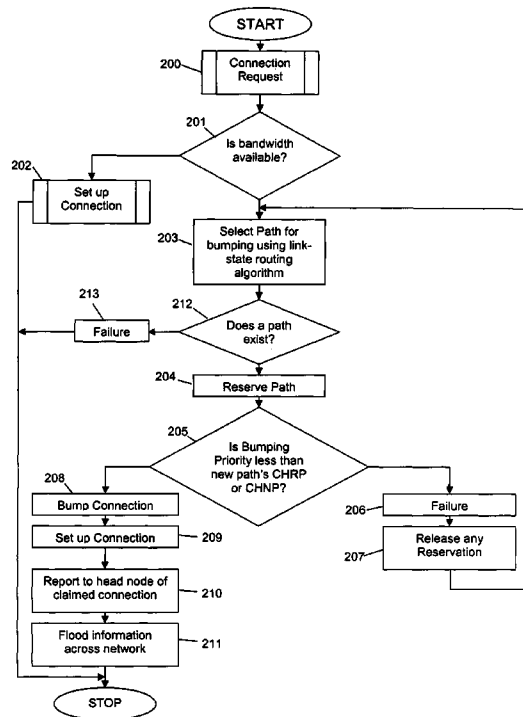 START
200
Connection
Request
201
Is bandwidth
available?
202
Set up
Connection
203
Select Path for
bumping using link-
state routing
algorithm
213
Failure
212
Does a path
exist?
204
Reserve Path
205
Is Bumping
Priority less than
new path's CHRP
or CHNP?
208
Bump Connection
Set up Connection
209
Report to head node of
claimed connection
210
Flood information
across network
211
206
Failure
207
Release any
Reservation
STOP